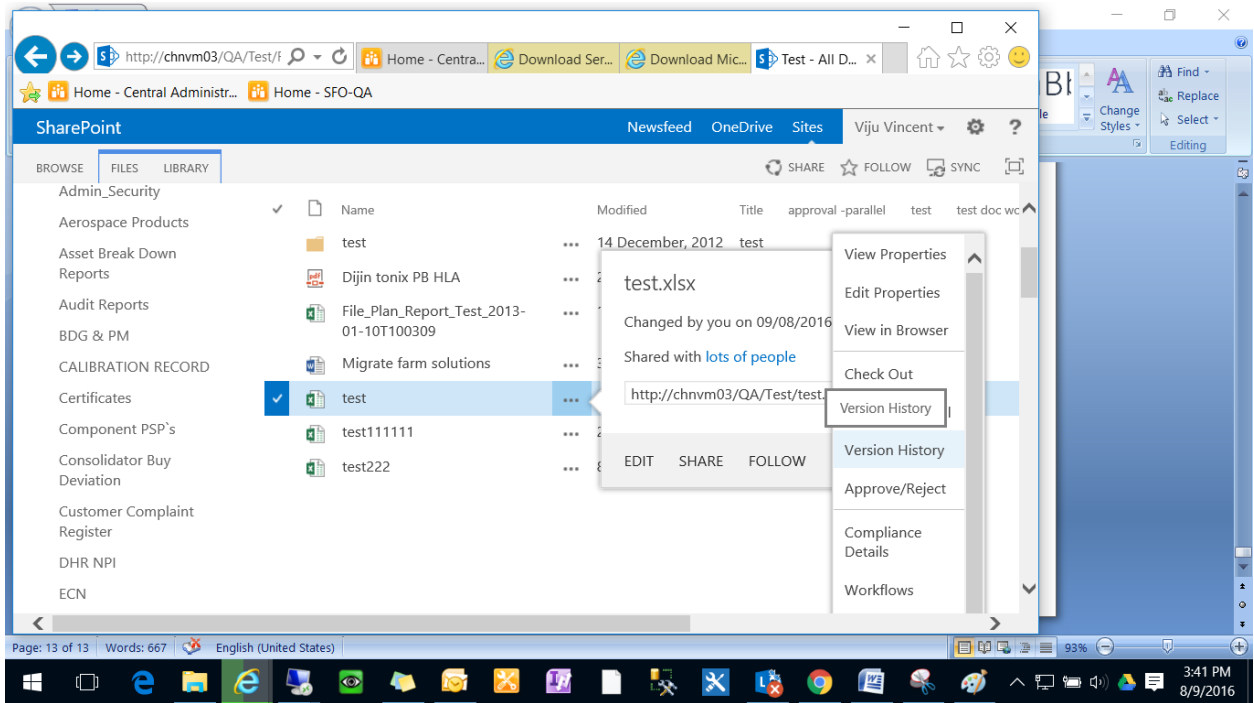 http://chnvm03/QA/Test/F
Home - Centra...
Download Ser...
Download Mic...
Test - All D...
Home - Central Administr...
Home - SFO-QA
SharePoint
Newsfeed
OneDrive
Sites
Viju Vincent
?
BROWSE
FILES
LIBRARY
SHARE
FOLLOW
SYNC
Admin_Security
Aerospace Products
Asset Break Down
Reports
Audit Reports
BDG & PM
CALIBRATION RECORD
Certificates
Component PSP`s
Consolidator Buy
Deviation
Customer Complaint
Register
DHR NPI
ECN
Name
Modified
Title
approval -parallel
test
test doc wc
test
... 14 December, 2012
test
Dijin tonix PB HLA
...
File_Plan_Report_Test_2013-
01-10T100309
...
Migrate farm solutions
...
test
...
test111111
...
test222
...
test.xlsx
Changed by you on 09/08/2016
Shared with lots of people
http://chnvm03/QA/Test/test.
EDIT
SHARE
FOLLOW
View Properties
Edit Properties
View in Browser
Check Out
Version History
Version History
Approve/Reject
Compliance
Details
Workflows
Change
Styles
Find
Replace
Select
Editing
Page: 13 of 13
Words: 667
English (United States)
93%
3:41 PM
8/9/2016